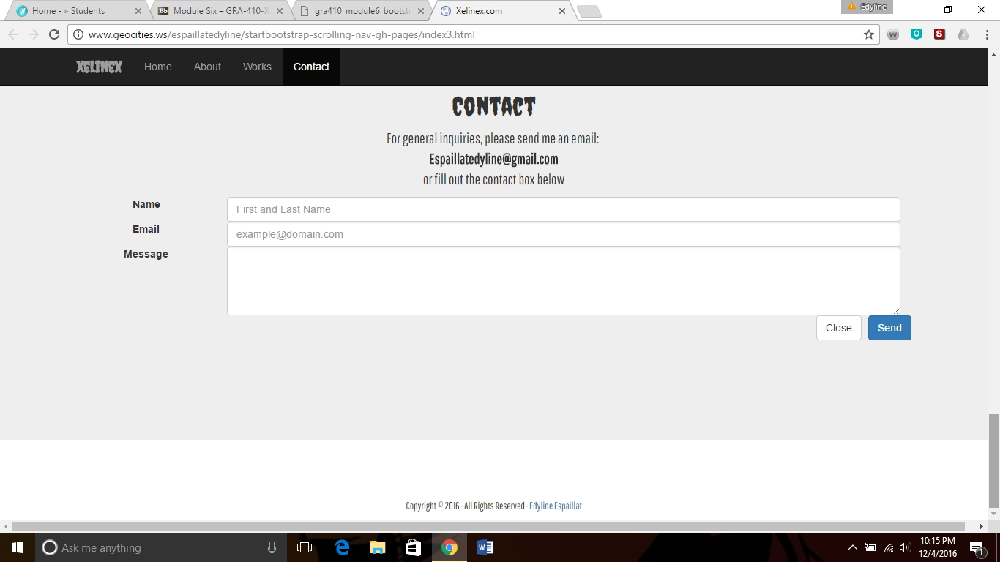 Home - » Students
Module Six – GRA-410-X
gra410_module6_bootstr
Xelinex.com
Edyline
www.geocities.ws/espaillatedyline/startbootstrap-scrolling-nav-gh-pages/index3.html
XELINEX Home About Works Contact
CONTACT
For general inquiries, please send me an email:
Espaillatedyline@gmail.com
or fill out the contact box below
Name
First and Last Name
Email
example@domain.com
Message
Close Send
Copyright © 2016 · All Rights Reserved · Edyline Espaillat
Ask me anything
10:15 PM
12/4/2016
1